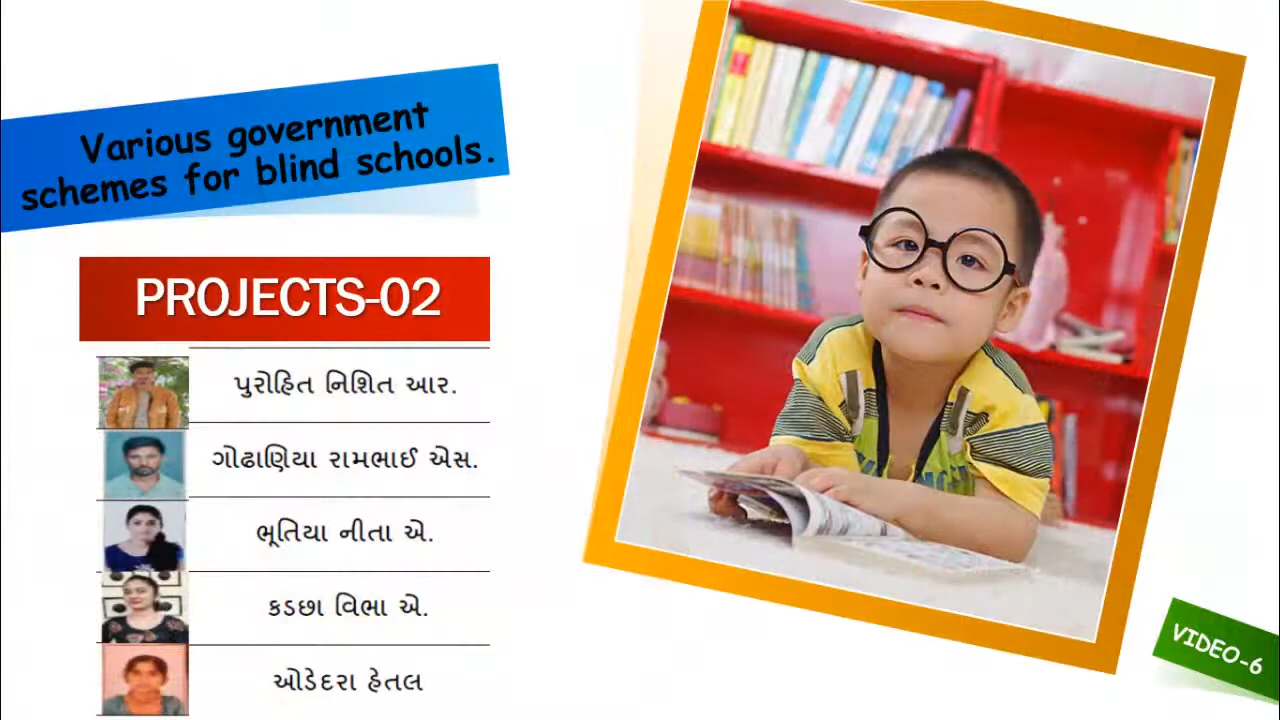 Various government
schemes for blind schools.
PROJECTS-02
પુરોહિત નિશિત આર.
ગોઢાણિયા રામભાઈ એસ.
ભૂતિયા નીતા એ.
કડછા વિભા એ.
ઓડેદરા હેતલ
VIDEO-6